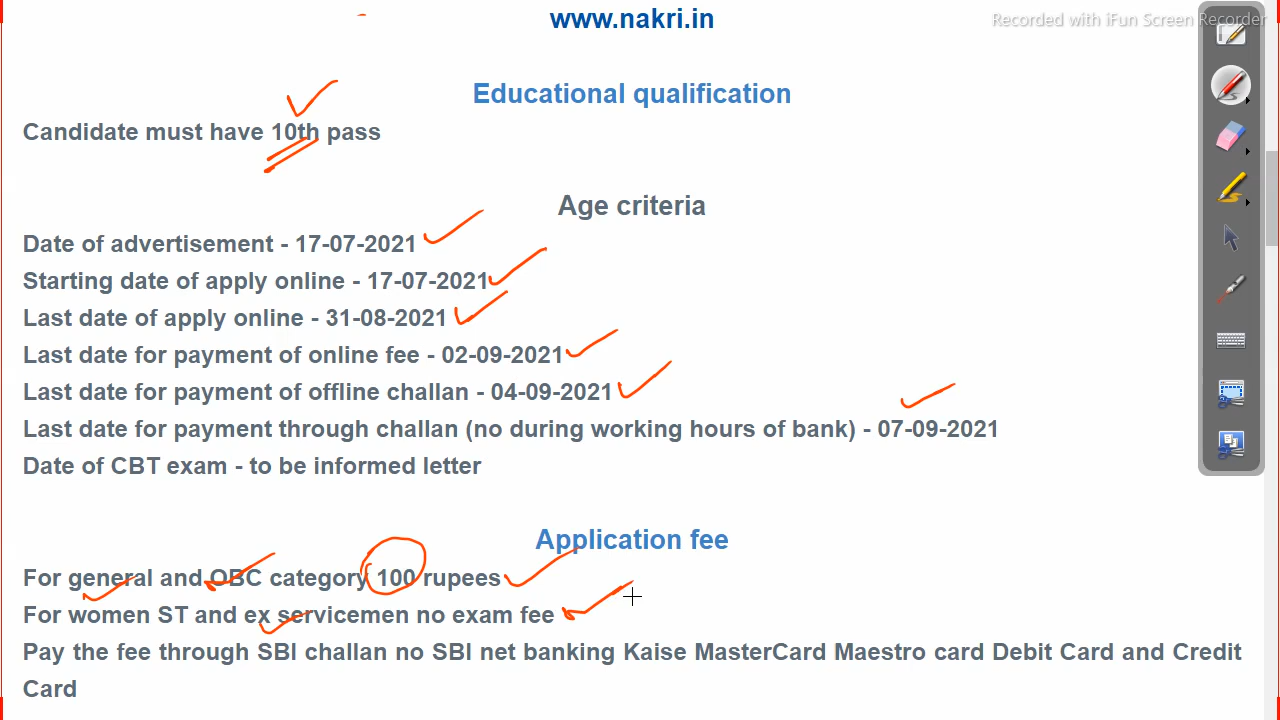 www.nakri.in
Recorded with iFun Screen Recorder
Educational qualification
Candidate must have 10th pass
Age criteria
Date of advertisement - 17-07-2021
Starting date of apply online - 17-07-2021
Last date of apply online - 31-08-2021
Last date for payment of online fee - 02-09-2021
Last date for payment of offline challan - 04-09-2021
Last date for payment through challan (no during working hours of bank) - 07-09-2021
Date of CBT exam - to be informed letter
Application fee
For general and OBC category 100 rupees
For women ST and ex servicemen no exam fee
Pay the fee through SBI challan no SBI net banking Kaise MasterCard Maestro card Debit Card and Credit
Card